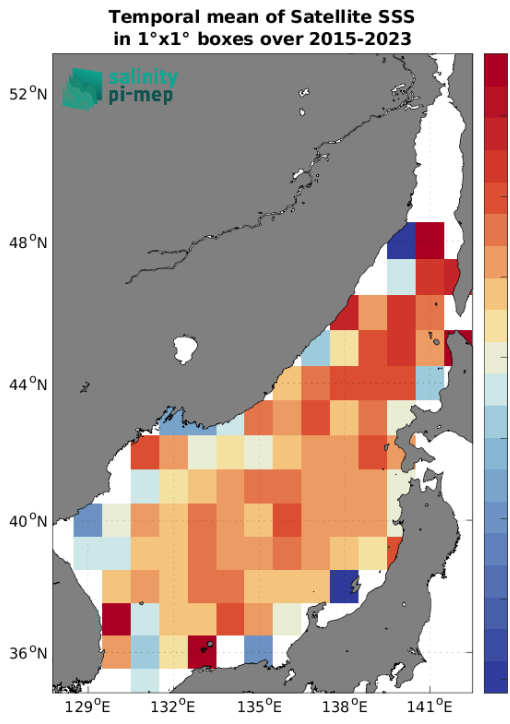 Temporal mean of Satellite SSS
in 1°x1° boxes over 2015-2023
salinity
pi-mep
52°N
48°N
44°N
40°N
36°N
129°E 132°E 135°E 138°E 141°E